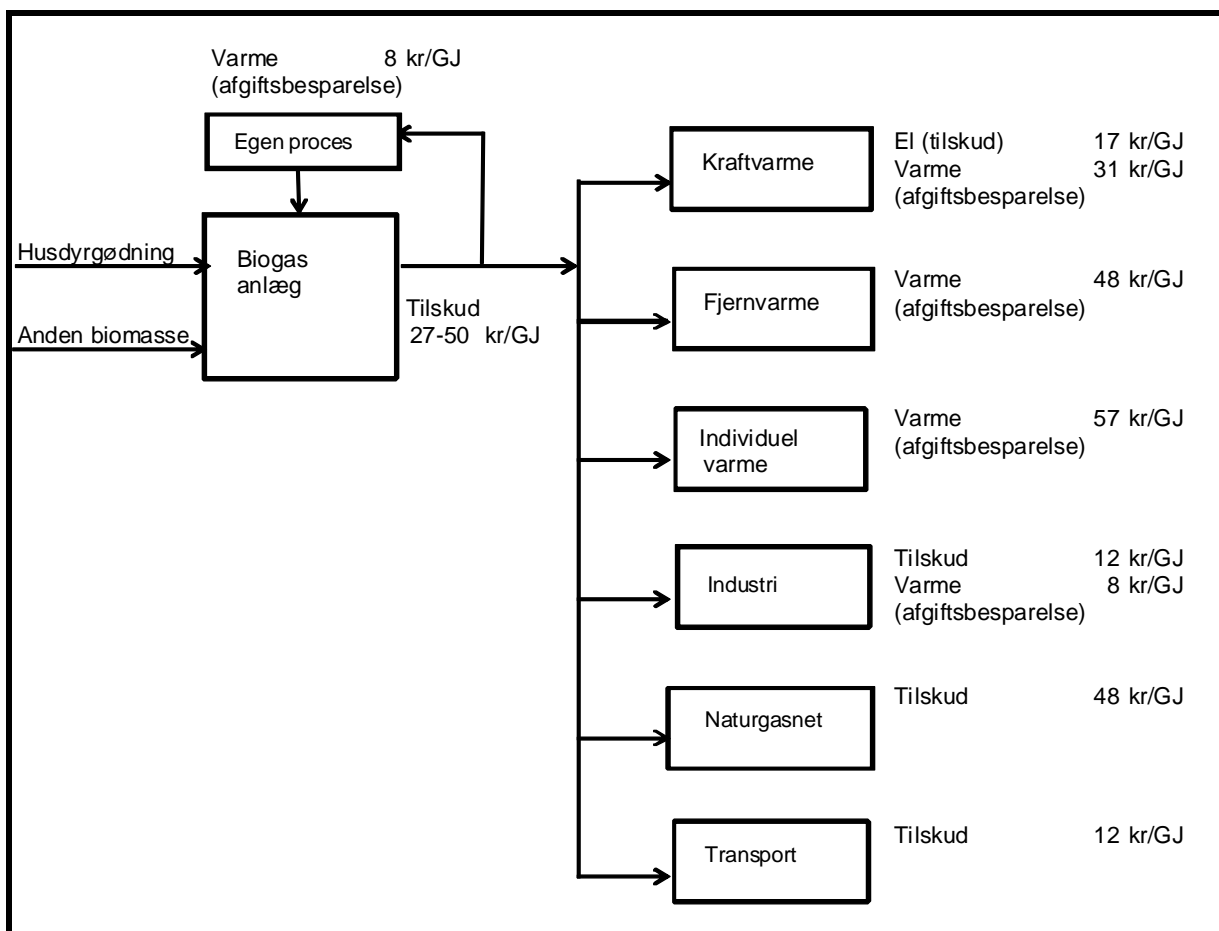 Varme 8 kr/GJ
(afgiftsbesparelse)
Egen proces
Husdyrgødning
Anden biomasse
Biogas
anlæg
Tilskud
27-50 kr/GJ
Kraftvarme
El (tilskud) 17 kr/GJ
Varme 31 kr/GJ
(afgiftsbesparelse)
Fjernvarme
Varme 48 kr/GJ
(afgiftsbesparelse)
Individuel
varme
Varme 57 kr/GJ
(afgiftsbesparelse)
Industri
Tilskud 12 kr/GJ
Varme 8 kr/GJ
(afgiftsbesparelse)
Naturgasnet
Tilskud 48 kr/GJ
Transport
Tilskud 12 kr/GJ